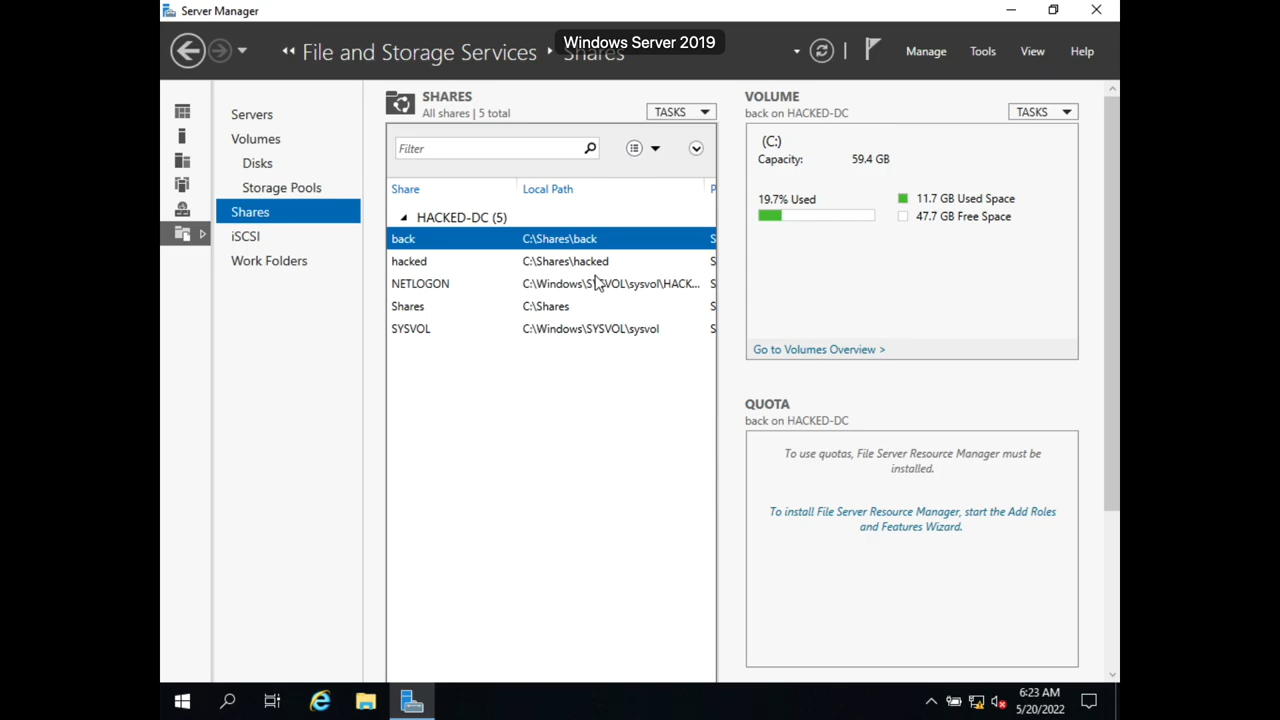 Server Manager
File and Storage Services
Windows Server 2019
Shares
Manage
Tools
View
Help
Servers
Volumes
Disks
Storage Pools
Shares
iSCSI
Work Folders
SHARES
All shares | 5 total
TASKS
Filter
Share
Local Path
P
HACKED-DC (5)
back C:\Shares\back S
hacked C:\Shares\hacked S
NETLOGON C:\Windows\SYSVOL\sysvol\HACK... S
Shares C:\Shares S
SYSVOL C:\Windows\SYSVOL\sysvol S
VOLUME
back on HACKED-DC
TASKS
(C:)
Capacity: 59.4 GB
19.7% Used
11.7 GB Used Space
47.7 GB Free Space
Go to Volumes Overview >
QUOTA
back on HACKED-DC
To use quotas, File Server Resource Manager must be
installed.
To install File Server Resource Manager, start the Add Roles
and Features Wizard.
6:23 AM
5/20/2022